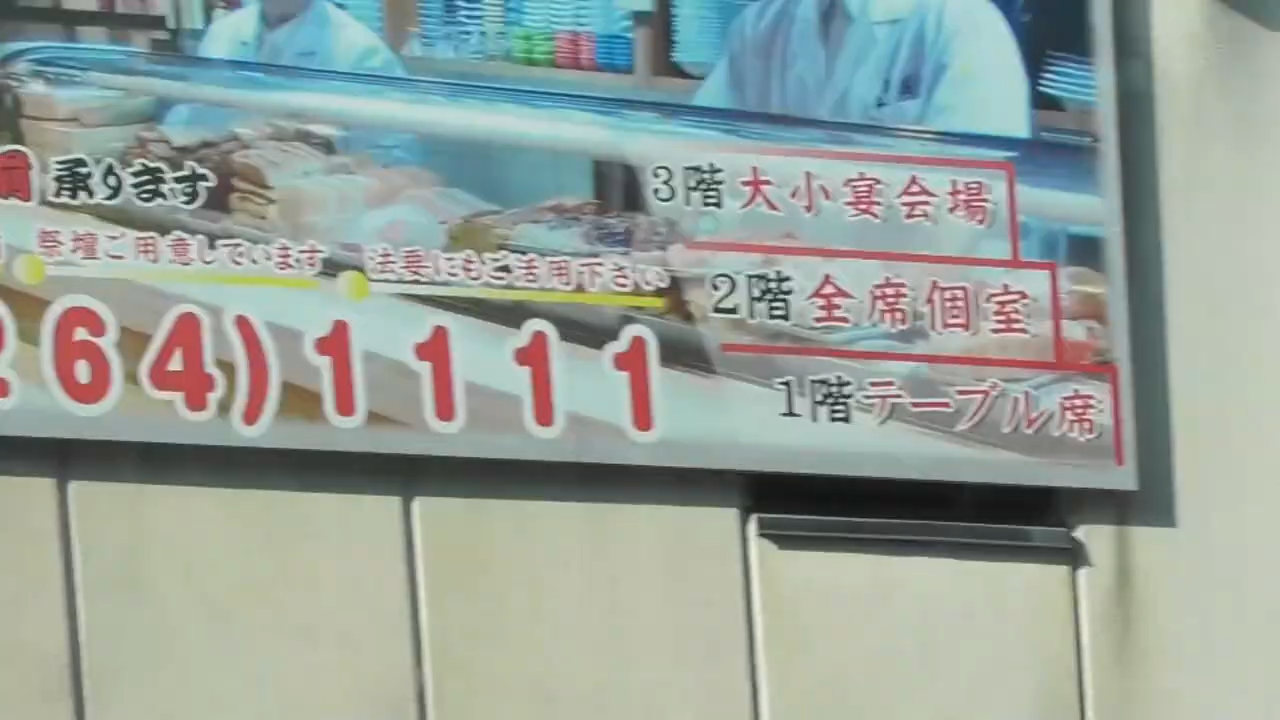 承ります
祭壇ご用意しています 法要にもご活用下さい
264)1111
3階 大小宴会場
2階 全席個室
1階 テーブル席